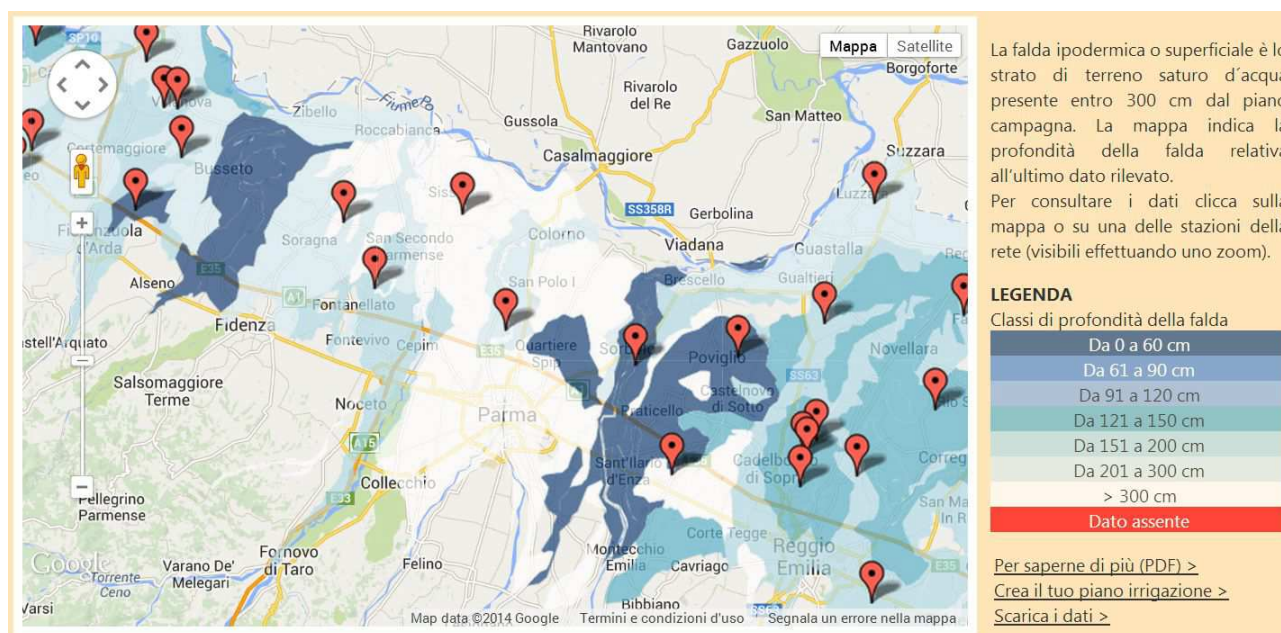 Rivarolo
Mantovano
Gazzuolo
Mappa
Satellite
Borgoforte
SP10
Rivarolo
del Re
San Matteo
Zibello
Fiume Po
Roccabianca
Gussola
Casalmaggiore
Suzzara
Cortemaggiore
Busseto
SS358R
Gerbolina
Viadana
Luzzara
Guastalla
Soragna
San Secondo
Colorno
Alseno
E35
A1
Fontanellato
San Polo
Brescello
Gualtieri
Fidenza
Fontevivo
E35
Quartiere
Spip
Poviglio
Novellara
Salsomaggiore
Terme
Noceto
Parma
Praticello
Castelnovo
di Sotto
SS63
A15
E33
Collecchio
Sant'Ilario
d'Enza
Pellegrino
Parmense
Fornovo
di Taro
Felino
Montecchio
Emilia
Cavriago
Corte Tegge
Reggio
Emilia
E35
Google
Torrente
Ceno
Varano De'
Melegari
Varsi
Bibbiano
Map data ©2014 Google
Termini e condizioni d'uso
Segnala un errore nella mappa
La falda ipodermica o superficiale è lo
strato di terreno saturo d´acqua
presente entro 300 cm dal piano
campagna. La mappa indica la
profondità della falda relativa
all'ultimo dato rilevato.
Per consultare i dati clicca sulla
mappa o su una delle stazioni della
rete (visibili effettuando uno zoom).
LEGENDA
Classi di profondità della falda
Da 0 a 60 cm
Da 61 a 90 cm
Da 91 a 120 cm
Da 121 a 150 cm
Da 151 a 200 cm
Da 201 a 300 cm
> 300 cm
Dato assente
Per saperne di più (PDF) >
Crea il tuo piano irrigazione >
Scarica i dati >